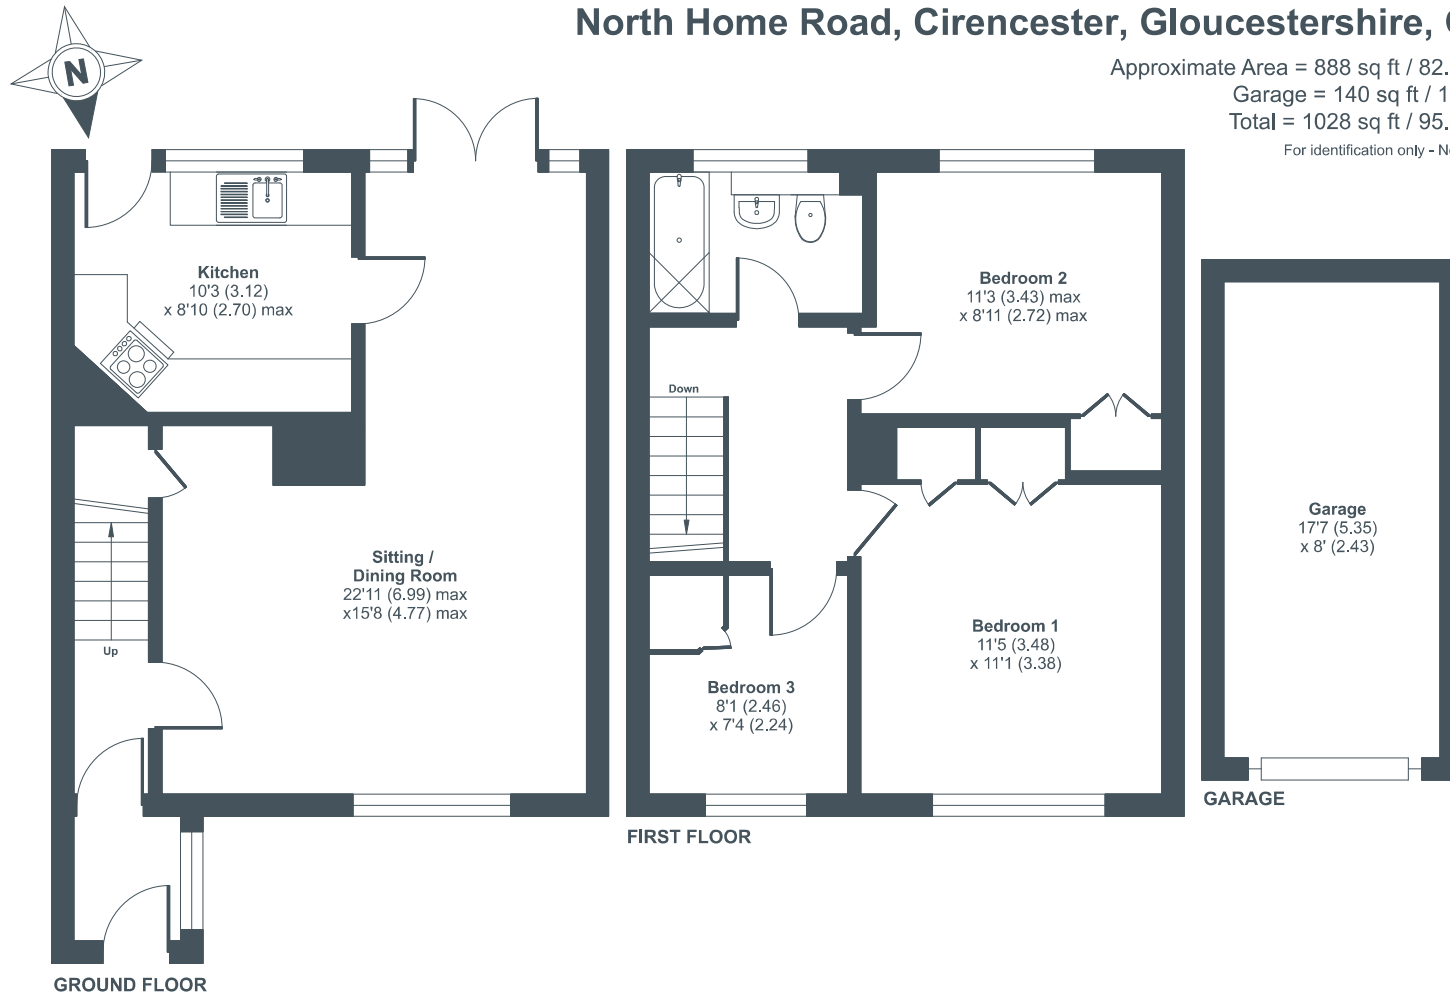 North Home Road, Cirencester, Gloucestershire,
Approximate Area = 888 sq ft / 82.
Garage = 140 sq ft / 1
Total = 1028 sq ft / 95.
For identification only - N
N
Kitchen
10'3 (3.12)
x 8'10 (2.70) max
Sitting /
Dining Room
22'11 (6.99) max
x15'8 (4.77) max
Up
GROUND FLOOR
Down
Bedroom 2
11'3 (3.43) max
x 8'11 (2.72) max
Bedroom 1
11'5 (3.48)
x 11'1 (3.38)
Bedroom 3
8'1 (2.46)
x 7'4 (2.24)
FIRST FLOOR
Garage
17'7 (5.35)
x 8' (2.43)
GARAGE